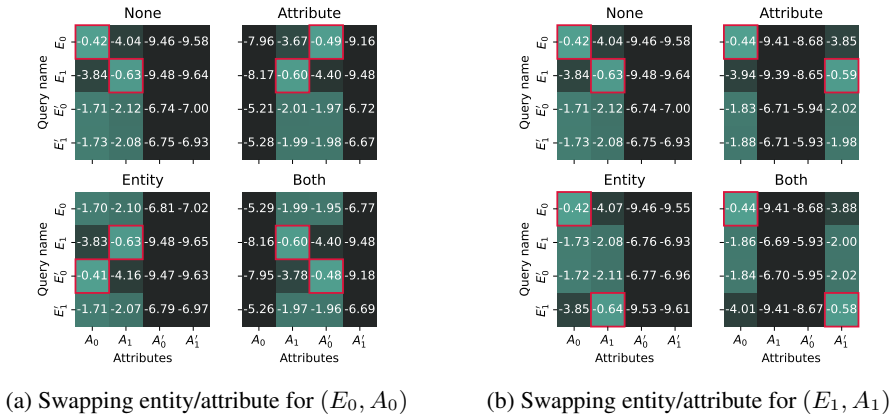 None Attribute None Attribute
Query name E₀ -0.42 -4.04 -9.46 -9.58 -7.96 -3.67 -0.49 -9.16 Query name E₀ -0.42 -4.04 -9.46 -9.58 -0.44 -9.41 -8.68 -3.85
E₁ -3.84 -0.63 -9.48 -9.64 -8.17 -0.60 -4.40 -9.48 E₁ -3.84 -0.63 -9.48 -9.64 -3.94 -9.39 -8.65 -0.59
E′₀ -1.71 -2.12 -6.74 -7.00 -5.21 -2.01 -1.97 -6.72 E′₀ -1.71 -2.12 -6.74 -7.00 -1.83 -6.71 -5.94 -2.02
E′₁ -1.73 -2.08 -6.75 -6.93 -5.28 -1.99 -1.98 -6.67 E′₁ -1.73 -2.08 -6.75 -6.93 -1.88 -6.71 -5.93 -1.98
Entity Both Entity Both
Query name E₀ -1.70 -2.10 -6.81 -7.02 -5.29 -1.99 -1.95 -6.77 Query name E₀ -0.42 -4.07 -9.46 -9.55 -0.44 -9.41 -8.68 -3.88
E₁ -3.83 -0.63 -9.48 -9.65 -8.16 -0.60 -4.40 -9.48 E₁ -1.73 -2.08 -6.76 -6.93 -1.86 -6.69 -5.93 -2.00
E′₀ -0.41 -4.16 -9.47 -9.63 -7.95 -3.78 -0.48 -9.18 E′₀ -1.72 -2.11 -6.77 -6.96 -1.84 -6.70 -5.95 -2.02
E′₁ -1.71 -2.07 -6.79 -6.97 -5.26 -1.97 -1.96 -6.69 E′₁ -3.85 -0.64 -9.53 -9.61 -4.01 -9.41 -8.67 -0.58
A₀ A₁ A′₀ A′₁ A₀ A₁ A′₀ A′₁ A₀ A₁ A′₀ A′₁ A₀ A₁ A′₀ A′₁
Attributes Attributes Attributes Attributes
(a) Swapping entity/attribute for (E₀, A₀) (b) Swapping entity/attribute for (E₁, A₁)